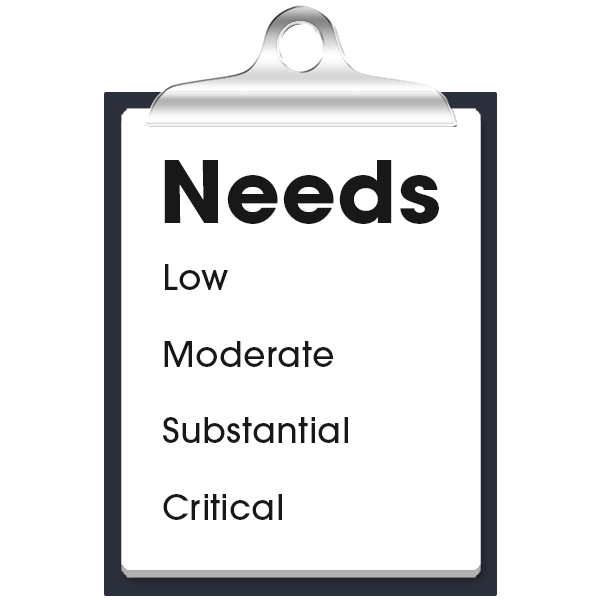 Needs
Low
Moderate
Substantial
Critical